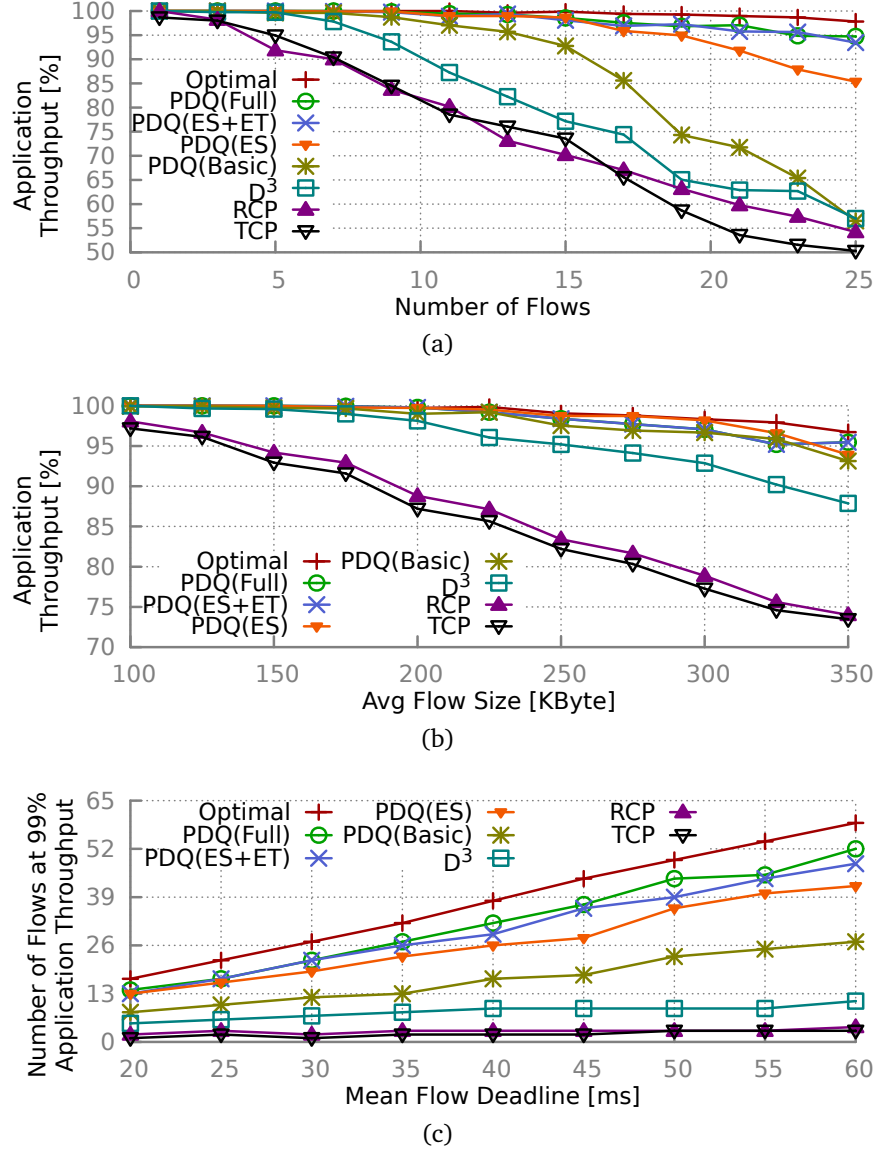 Application
Throughput [%]
100
95
90
85
80
75
70
65
60
55
50
Optimal
PDQ(Full)
PDQ(ES+ET)
PDQ(ES)
PDQ(Basic)
D³
RCP
TCP
0 5 10 15 20 25
Number of Flows
(a)
Application
Throughput [%]
100
95
90
85
80
75
70
Optimal PDQ(Basic)
PDQ(Full) D³
PDQ(ES+ET) RCP
PDQ(ES) TCP
100 150 200 250 300 350
Avg Flow Size [KByte]
(b)
Number of Flows at 99%
Application Throughput
65
52
39
26
13
0
Optimal PDQ(ES) RCP
PDQ(Full) PDQ(Basic) TCP
PDQ(ES+ET) D³
20 25 30 35 40 45 50 55 60
Mean Flow Deadline [ms]
(c)